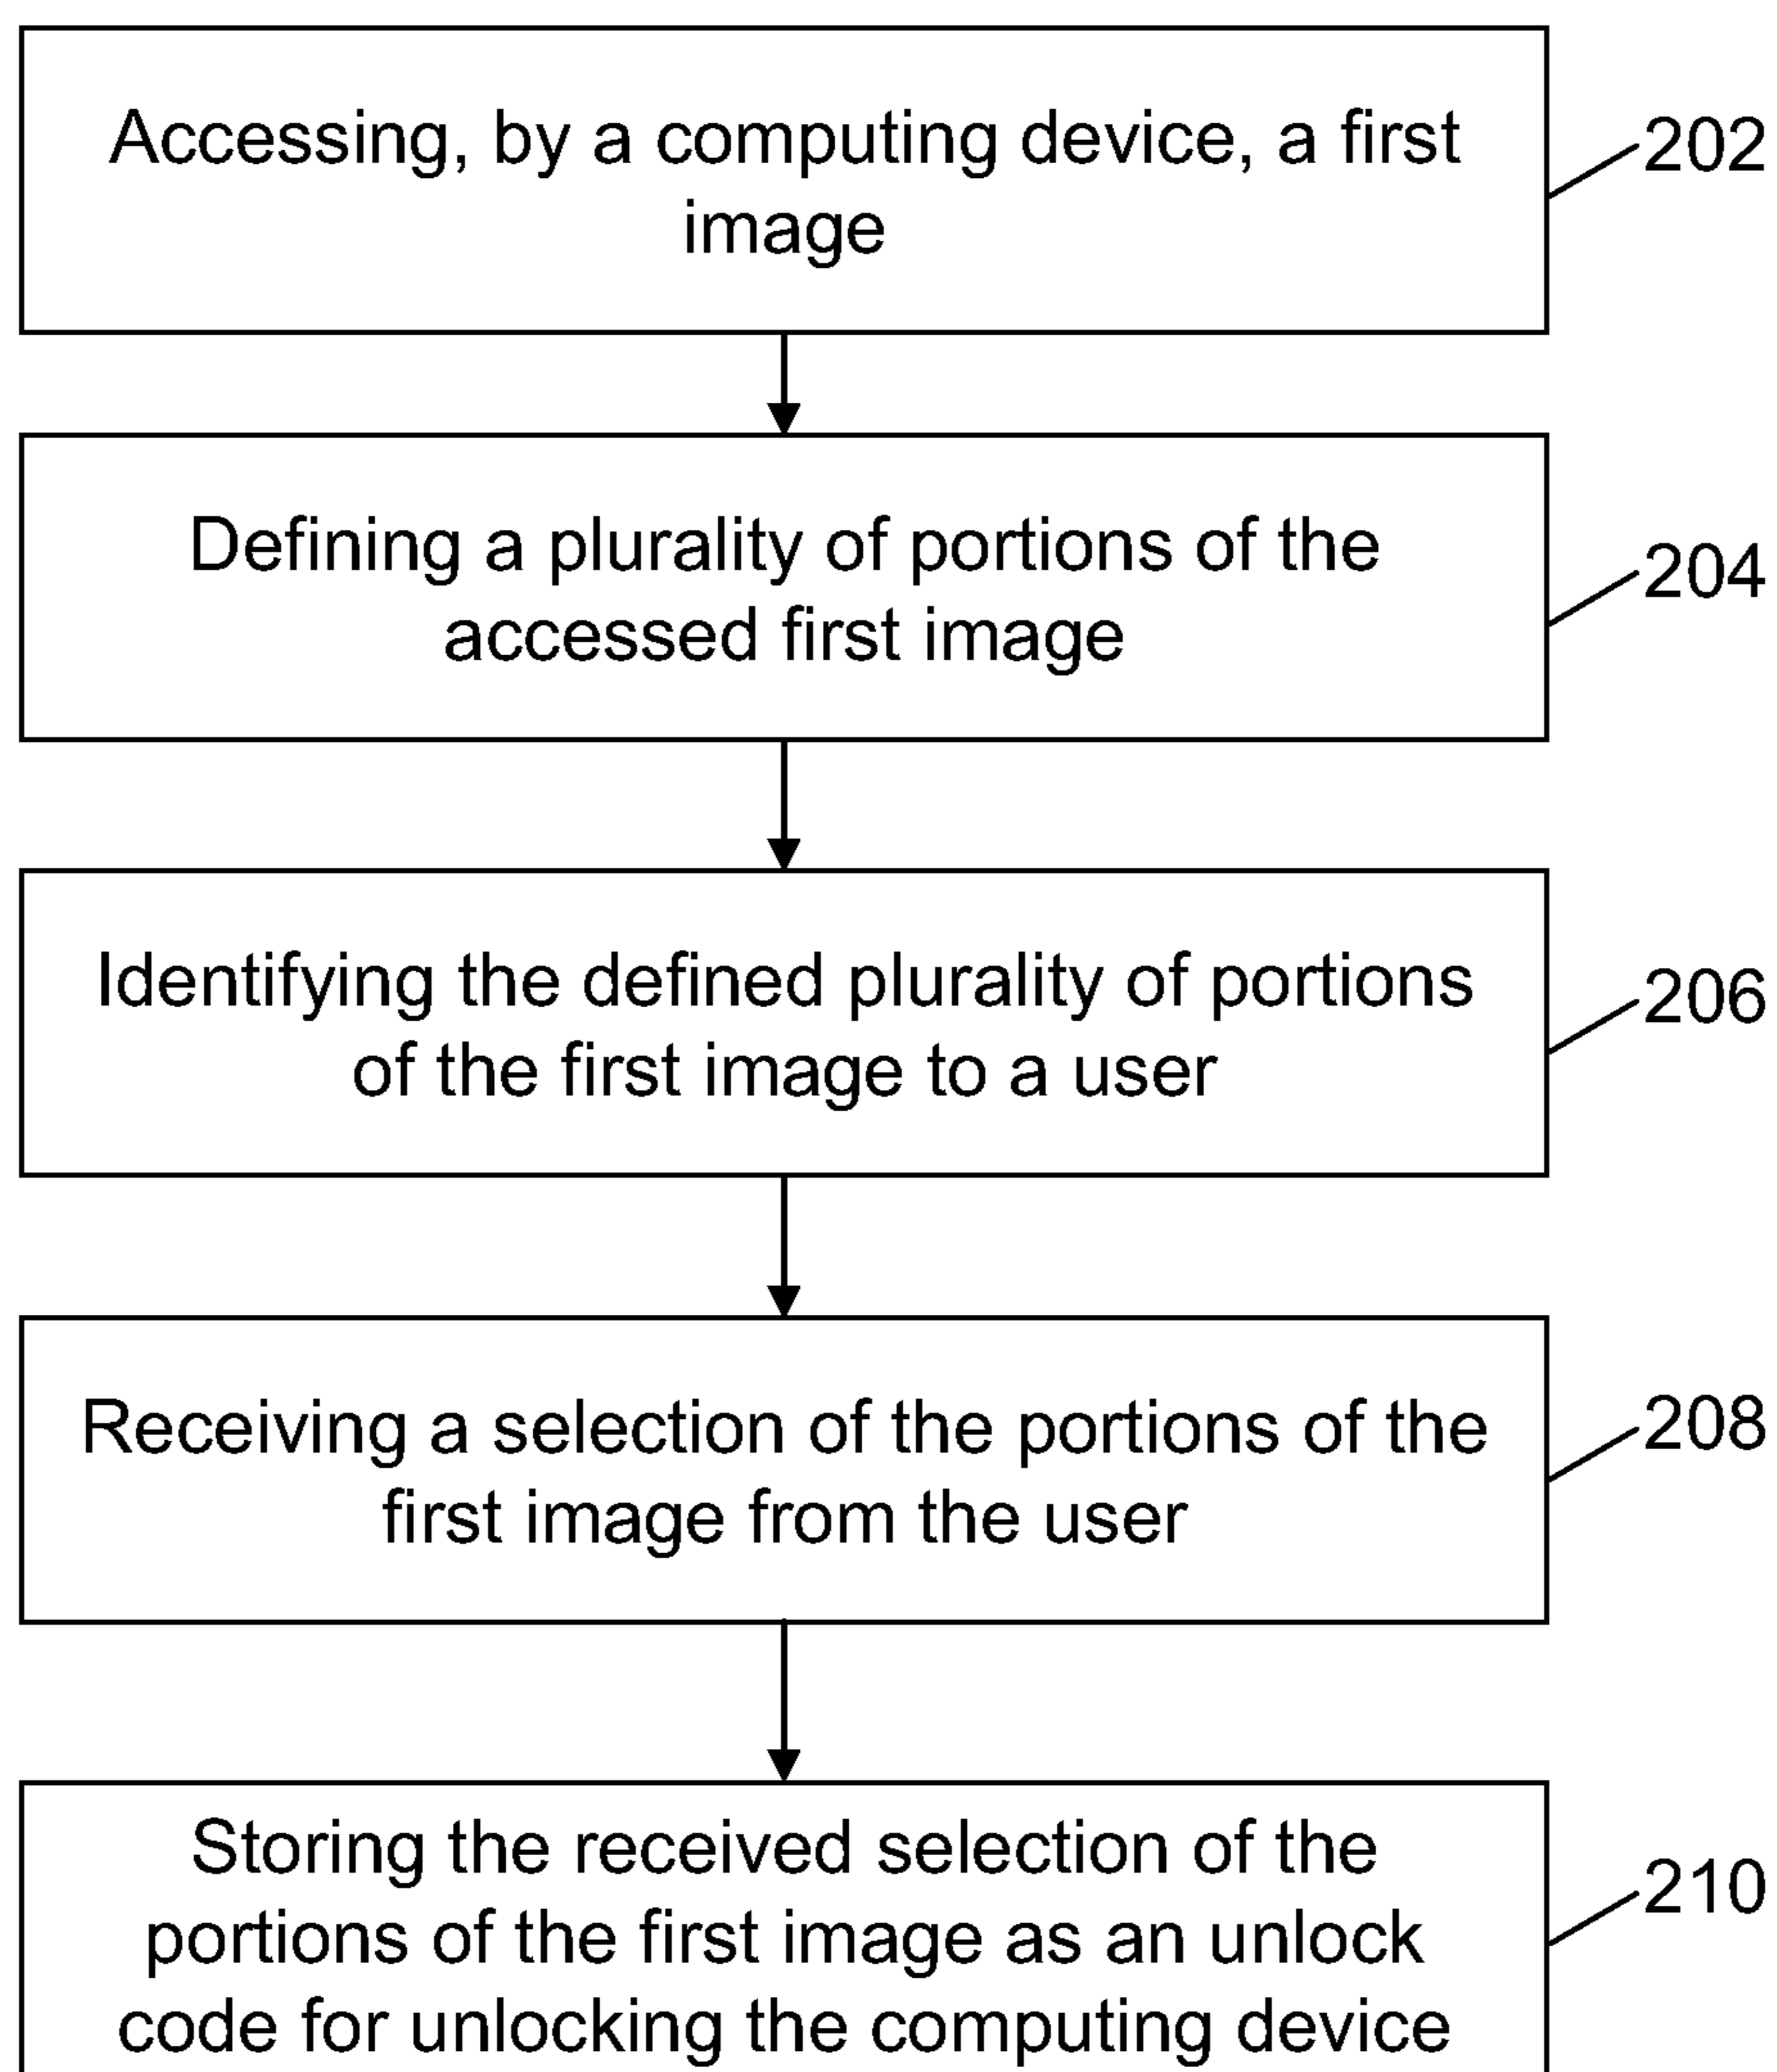 Accessing, by a computing device, a first
image
202
Defining a plurality of portions of the
accessed first image
204
Identifying the defined plurality of portions
of the first image to a user
206
Receiving a selection of the portions of the
first image from the user
208
Storing the received selection of the
portions of the first image as an unlock
code for unlocking the computing device
210